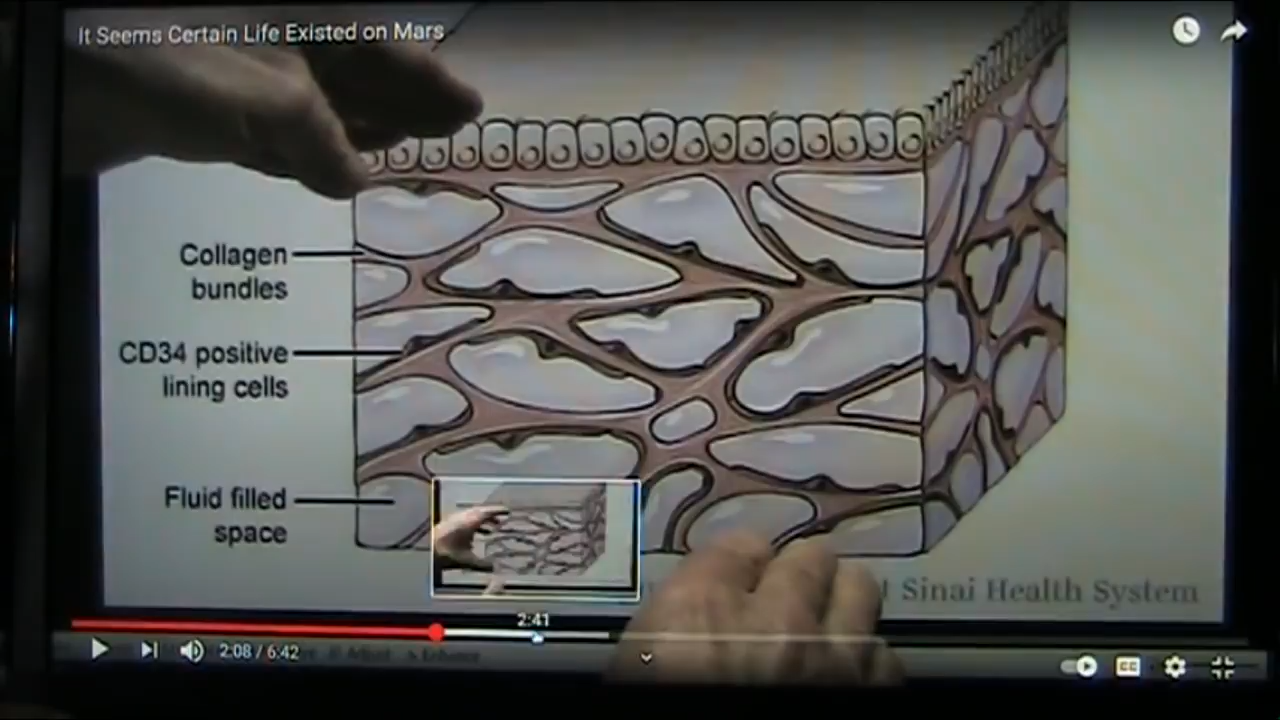 It Seems Certain Life Existed on Mars
Collagen
bundles
CD34 positive
lining cells
Fluid filled
space
Sinai Health System
2:41
2:08 / 6:42
CC